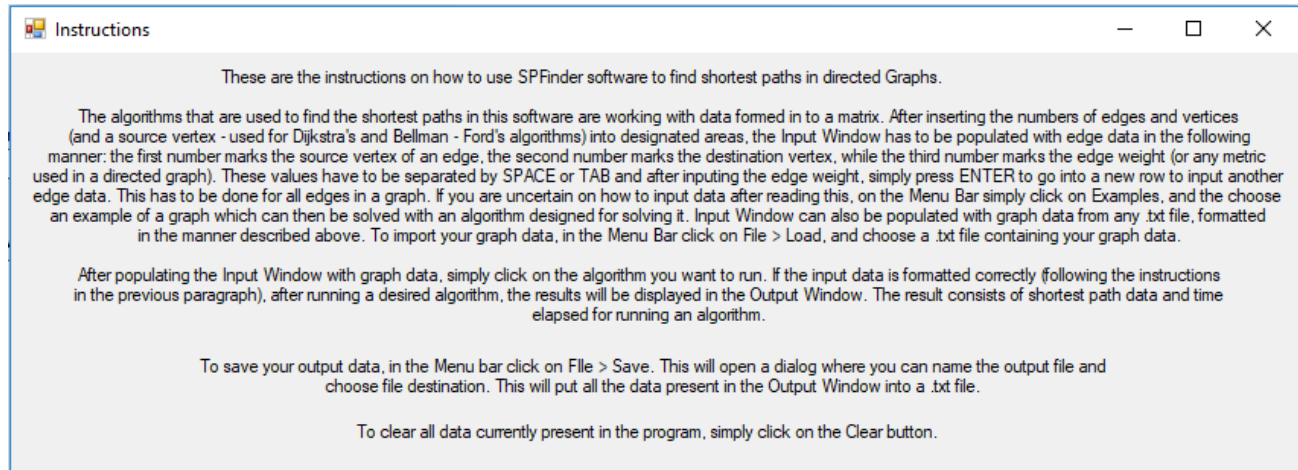 Instructions
These are the instructions on how to use SPFinder software to find shortest paths in directed Graphs.
The algorithms that are used to find the shortest paths in this software are working with data formed in to a matrix. After inserting the numbers of edges and vertices
(and a source vertex - used for Dijkstra's and Bellman - Ford's algorithms) into designated areas, the Input Window has to be populated with edge data in the following
manner: the first number marks the source vertex of an edge, the second number marks the destination vertex, while the third number marks the edge weight (or any metric
used in a directed graph). These values have to be separated by SPACE or TAB and after inputing the edge weight, simply press ENTER to go into a new row to input another
edge data. This has to be done for all edges in a graph. If you are uncertain on how to input data after reading this, on the Menu Bar simply click on Examples, and the choose
an example of a graph which can then be solved with an algorithm designed for solving it. Input Window can also be populated with graph data from any .txt file, formatted
in the manner described above. To import your graph data, in the Menu Bar click on File > Load, and choose a .txt file containing your graph data.
After populating the Input Window with graph data, simply click on the algorithm you want to run. If the input data is formatted correctly (following the instructions
in the previous paragraph), after running a desired algorithm, the results will be displayed in the Output Window. The result consists of shortest path data and time
elapsed for running an algorithm.
To save your output data, in the Menu bar click on FIle > Save. This will open a dialog where you can name the output file and
choose file destination. This will put all the data present in the Output Window into a .txt file.
To clear all data currently present in the program, simply click on the Clear button.